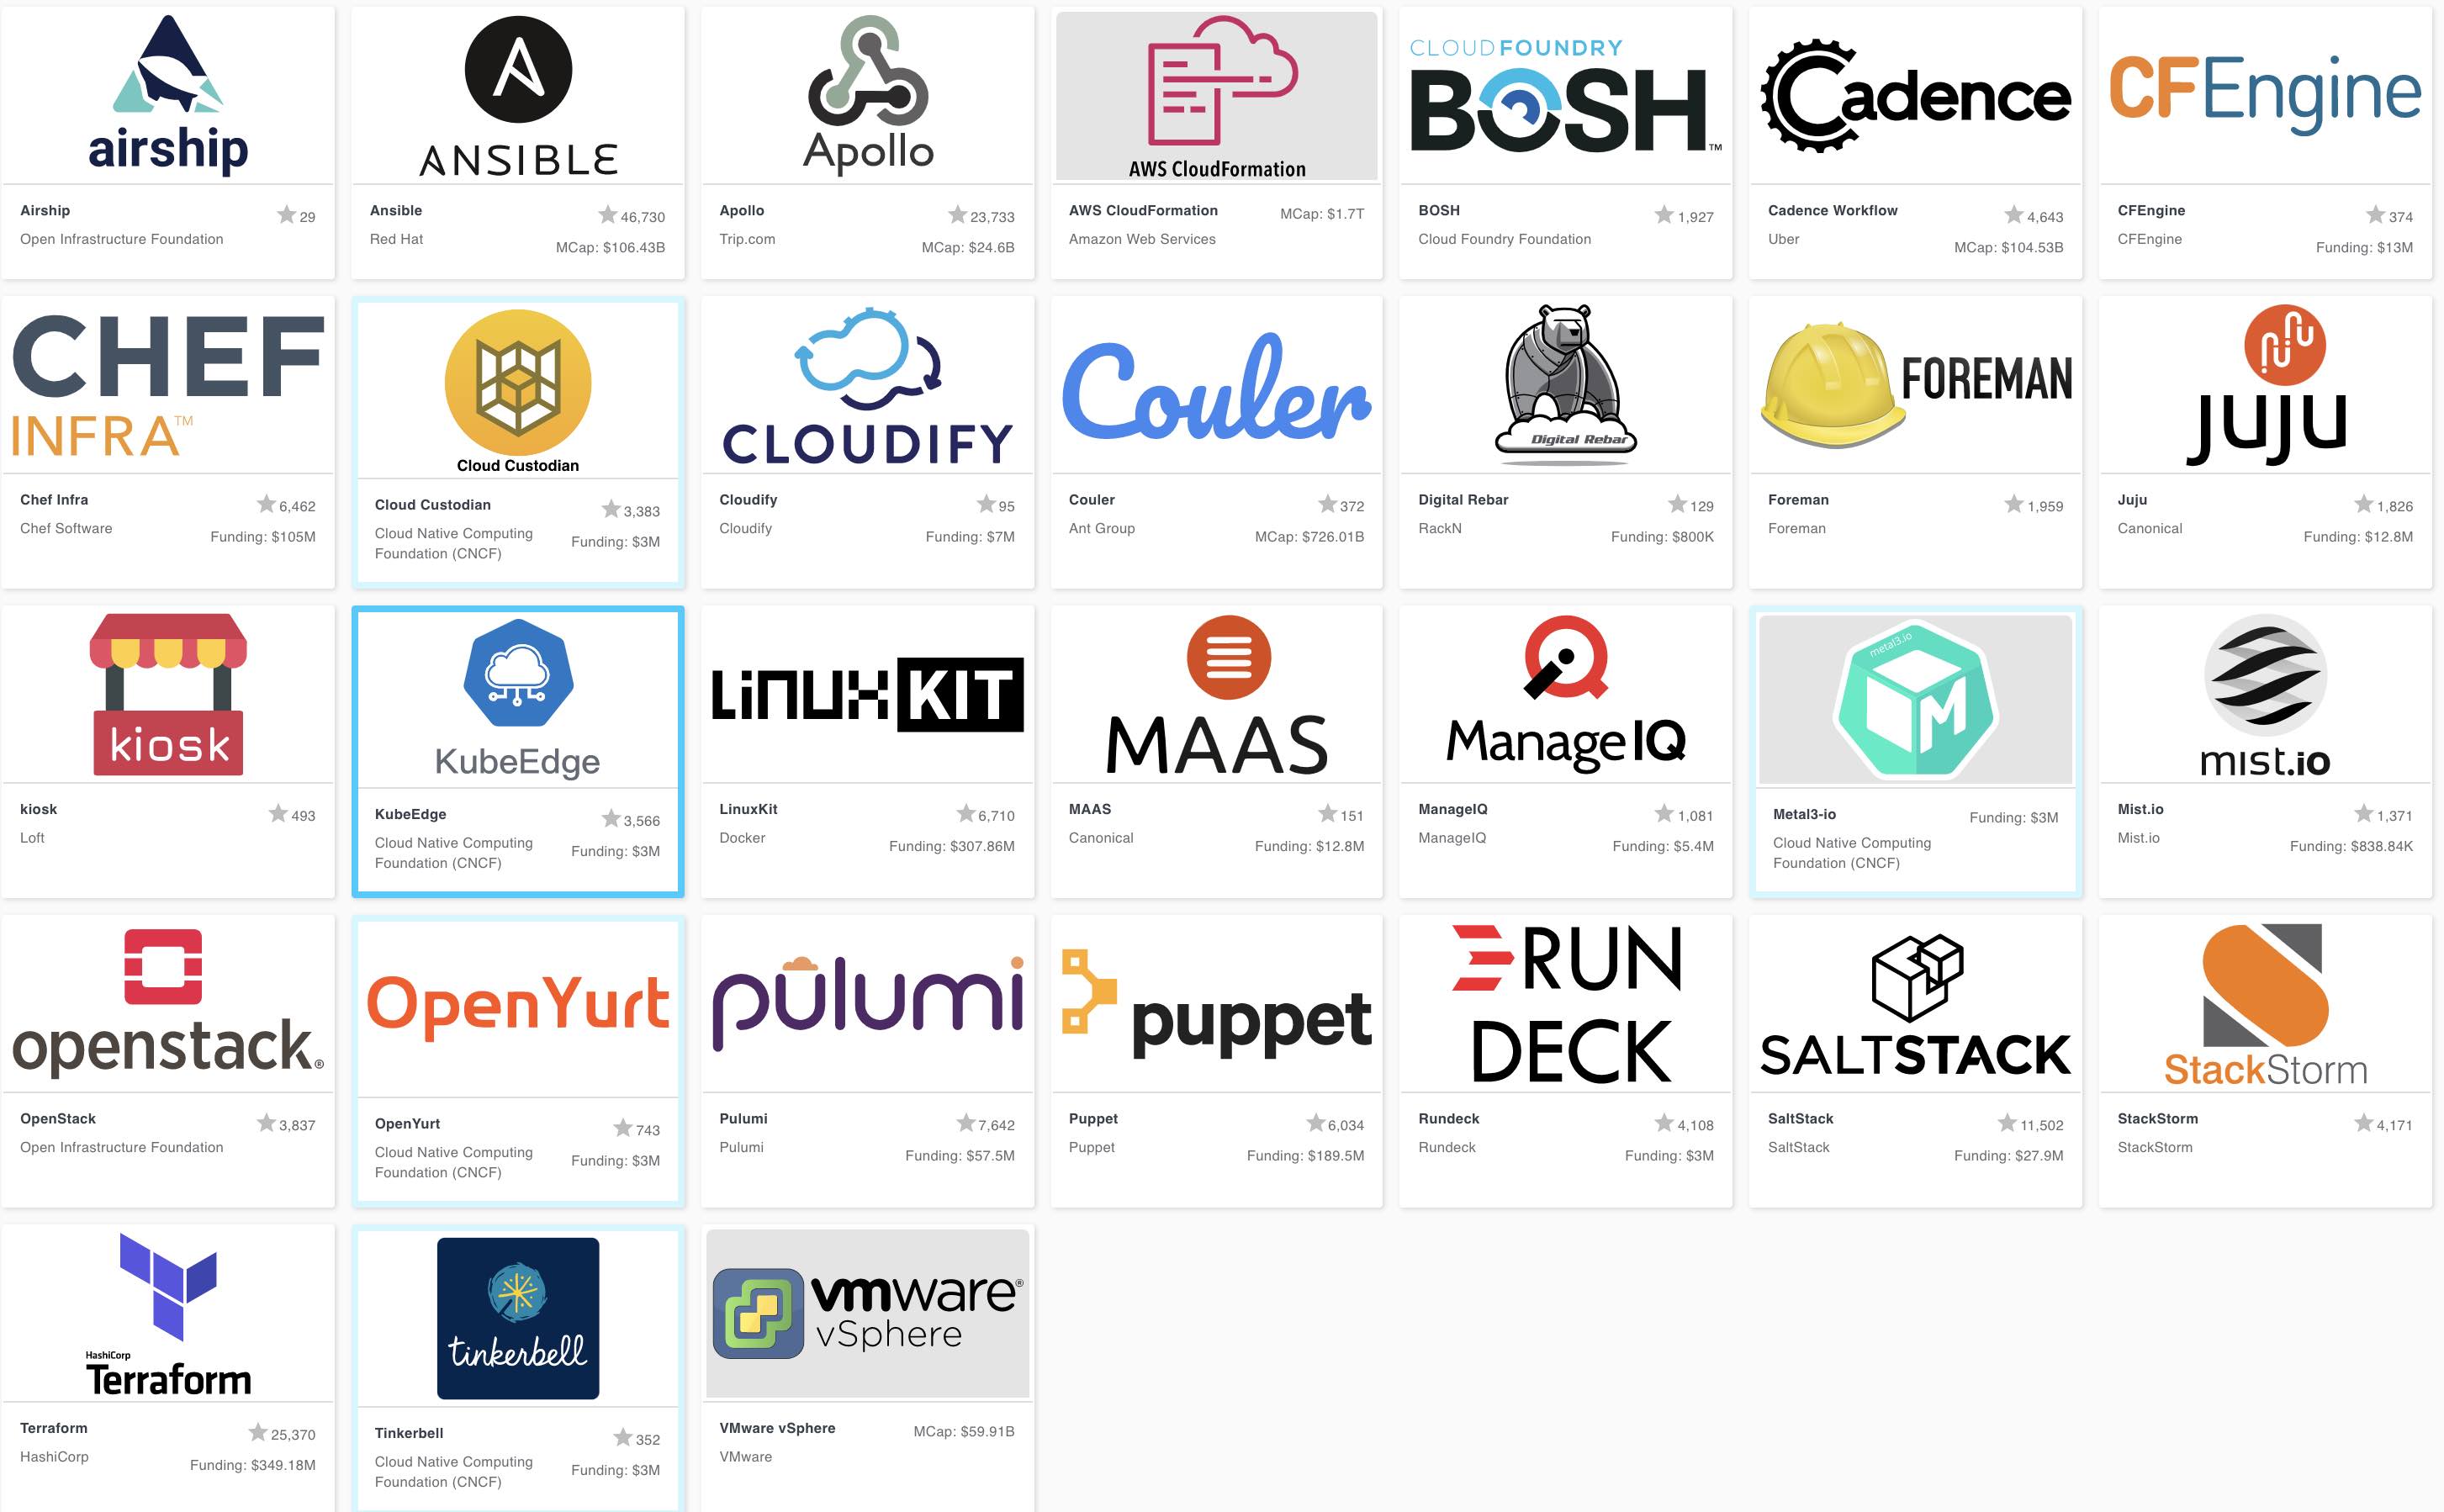 airship
Airship
29
Open Infrastructure Foundation
ANSIBLE
Ansible
46,730
Red Hat
MCap: $106.43B
Apollo
Apollo
23,733
Trip.com
MCap: $24.6B
AWS CloudFormation
AWS CloudFormation
MCap: $1.7T
Amazon Web Services
CLOUDFOUNDRY
BOSH™
BOSH
1,927
Cloud Foundry Foundation
Cadence
Cadence Workflow
4,643
Uber
MCap: $104.53B
CFEngine
CFEngine
374
CFEngine
Funding: $13M
CHEF
INFRA™
Chef Infra
6,462
Chef Software
Funding: $105M
Cloud Custodian
Cloud Custodian
3,383
Cloud Native Computing
Foundation (CNCF)
Funding: $3M
CLOUDIFY
Cloudify
95
Cloudify
Funding: $7M
Couler
Couler
372
Ant Group
MCap: $726.01B
Digital Rebar
Digital Rebar
129
RackN
Funding: $800K
FOREMAN
Foreman
1,959
Foreman
JUJU
Juju
1,826
Canonical
Funding: $12.8M
kiosk
kiosk
493
Loft
KubeEdge
KubeEdge
3,566
Cloud Native Computing
Foundation (CNCF)
Funding: $3M
LinuxKIT
LinuxKit
6,710
Docker
Funding: $307.86M
MAAS
MAAS
151
Canonical
Funding: $12.8M
ManageIQ
ManageIQ
1,081
ManageIQ
Funding: $5.4M
metal3.io
M
Metal3-io
Funding: $3M
Cloud Native Computing
Foundation (CNCF)
mist.io
Mist.io
1,371
Mist.io
Funding: $838.84K
openstack®
OpenStack
3,837
Open Infrastructure Foundation
OpenYurt
OpenYurt
743
Cloud Native Computing
Foundation (CNCF)
Funding: $3M
pulumi
Pulumi
7,642
Pulumi
Funding: $57.5M
puppet
Puppet
6,034
Puppet
Funding: $189.5M
RUN
DECK
Rundeck
4,108
Rundeck
Funding: $3M
SALTSTACK
SaltStack
11,502
SaltStack
Funding: $27.9M
StackStorm
StackStorm
4,171
StackStorm
HashiCorp
Terraform
Terraform
25,370
HashiCorp
Funding: $349.18M
tinkerbell
Tinkerbell
352
Cloud Native Computing
Foundation (CNCF)
Funding: $3M
vmware®
vSphere
VMware vSphere
MCap: $59.91B
VMware